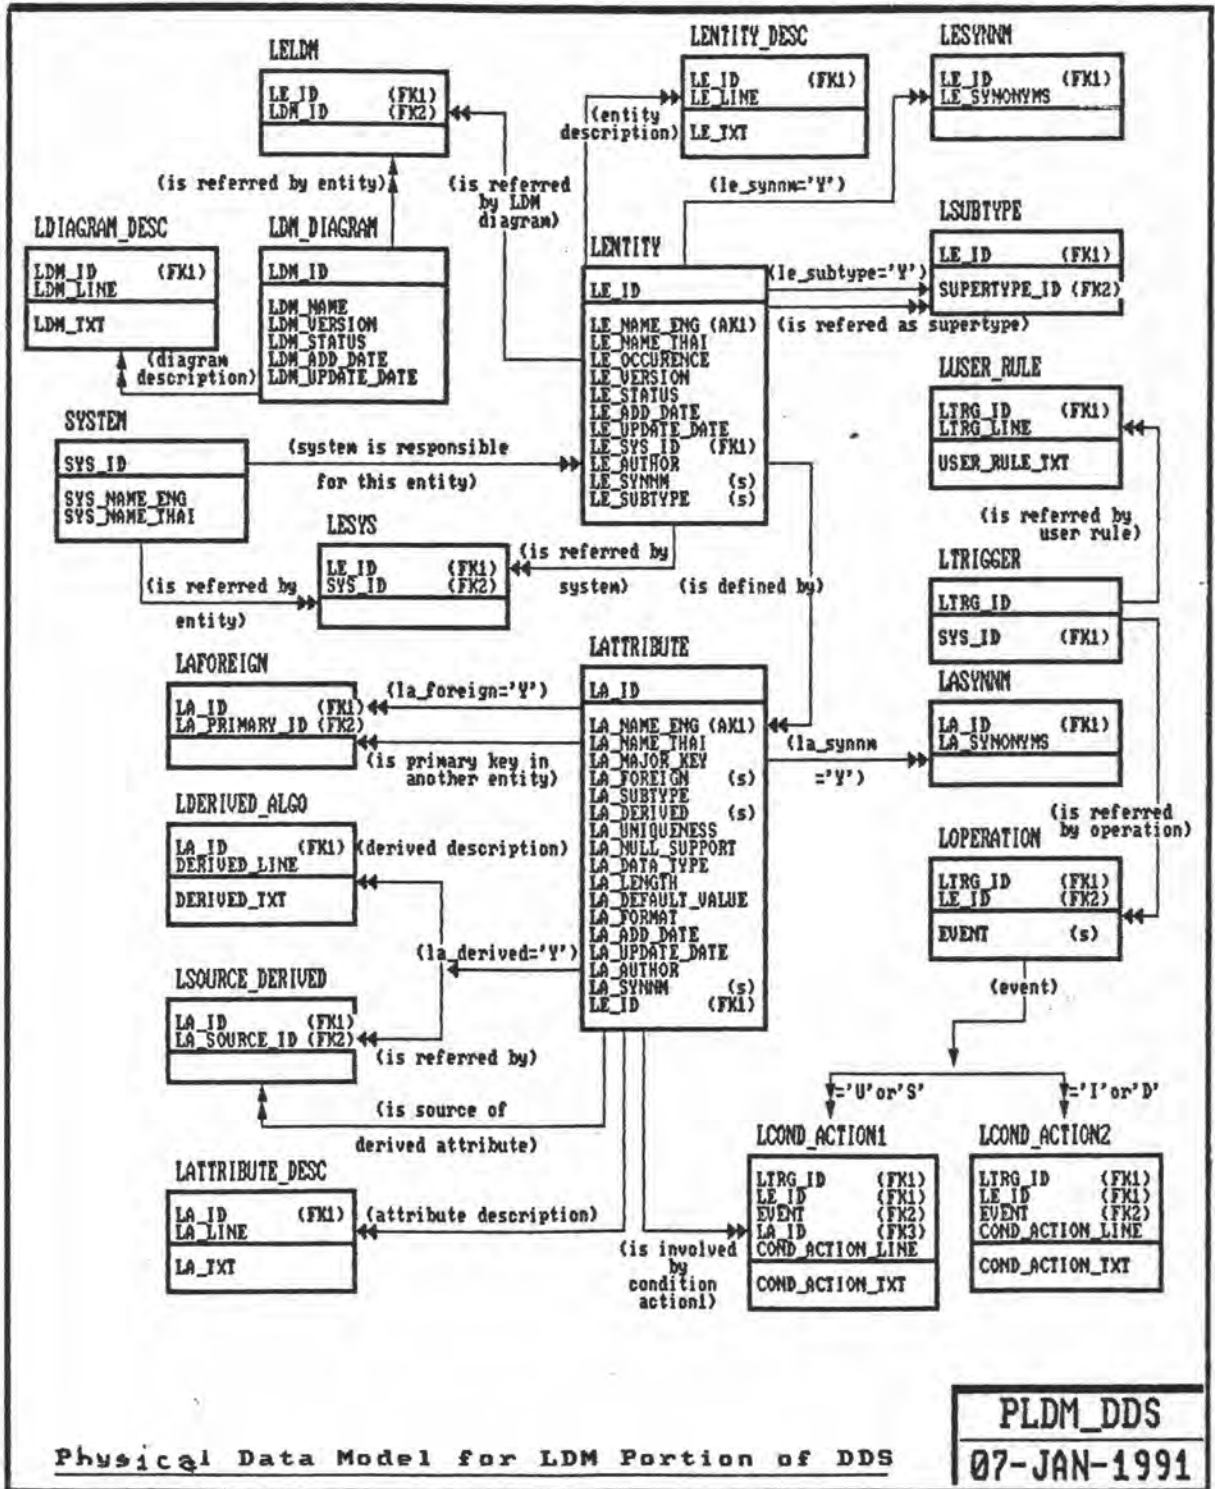 LELDM
LE_ID (FK1)
LDM_ID (FK2)
LENTITY_DESC
LE_ID (FK1)
LE_LINE
LE_TXT
LESYNNM
LE_ID (FK1)
LE_SYNONYMS
(entity
description)
(is referred by entity)
(is referred
by LDM
diagram)
(le_synnm='Y')
LDIAGRAM_DESC
LDM_ID (FK1)
LDM_LINE
LDM_TXT
LDM_DIAGRAM
LDM_ID
LDM_NAME
LDM_VERSION
LDM_STATUS
LDM_ADD_DATE
LDM_UPDATE_DATE
(diagram
description)
LENTITY
LE_ID
LE_NAME_ENG (AK1)
LE_NAME_THAI
LE_OCCURENCE
LE_VERSION
LE_STATUS
LE_ADD_DATE
LE_UPDATE_DATE
LE_SYS_ID (FK1)
LE_AUTHOR
LE_SYNNM (s)
LE_SUBTYPE (s)
LSUBTYPE
LE_ID (FK1)
SUPERTYPE_ID (FK2)
(le_subtype='Y')
(is refered as supertype)
LUSER_RULE
LTRG_ID (FK1)
LTRG_LINE
USER_RULE_TXT
SYSTEM
SYS_ID
SYS_NAME_ENG
SYS_NAME_THAI
(system is responsible
for this entity)
(is referred by
user rule)
LESYS
LE_ID (FK1)
SYS_ID (FK2)
(is referred by
system)
(is referred by
entity)
(is defined by)
LTRIGGER
LTRG_ID
SYS_ID (FK1)
LAFOREIGN
LA_ID (FK1)
LA_PRIMARY_ID (FK2)
(la_foreign='Y')
(is primary key in
another entity)
LATTRIBUTE
LA_ID
LA_NAME_ENG (AK1)
LA_NAME_THAI
LA_MAJOR_KEY
LA_FOREIGN (s)
LA_SUBTYPE
LA_DERIVED (s)
LA_UNIQUENESS
LA_NULL_SUPPORT
LA_DATA_TYPE
LA_LENGTH
LA_DEFAULT_VALUE
LA_FORMAT
LA_ADD_DATE
LA_UPDATE_DATE
LA_AUTHOR
LA_SYNNM (s)
LE_ID (FK1)
LASYNNM
LA_ID (FK1)
LA_SYNONYMS
(la_synnm
='Y')
LDERIVED_ALGO
LA_ID (FK1)
DERIVED_LINE
DERIVED_TXT
(derived description)
(is referred
by operation)
LOPERATION
LTRG_ID (FK1)
LE_ID (FK2)
EVENT (s)
(la_derived='Y')
LSOURCE_DERIVED
LA_ID (FK1)
LA_SOURCE_ID (FK2)
(is referred by)
(event)
(is source of
derived attribute)
='U'or'S'
='I'or'D'
LATTRIBUTE_DESC
LA_ID (FK1)
LA_LINE
LA_TXT
(attribute description)
(is involved
by
condition
action1)
LCOND_ACTION1
LTRG_ID (FK1)
LE_ID (FK1)
EVENT (FK2)
LA_ID (FK3)
COND_ACTION_LINE
COND_ACTION_TXT
LCOND_ACTION2
LTRG_ID (FK1)
LE_ID (FK1)
EVENT (FK2)
COND_ACTION_LINE
COND_ACTION_TXT
Physical Data Model for LDM Portion of DDS
PLDM_DDS
07-JAN-1991